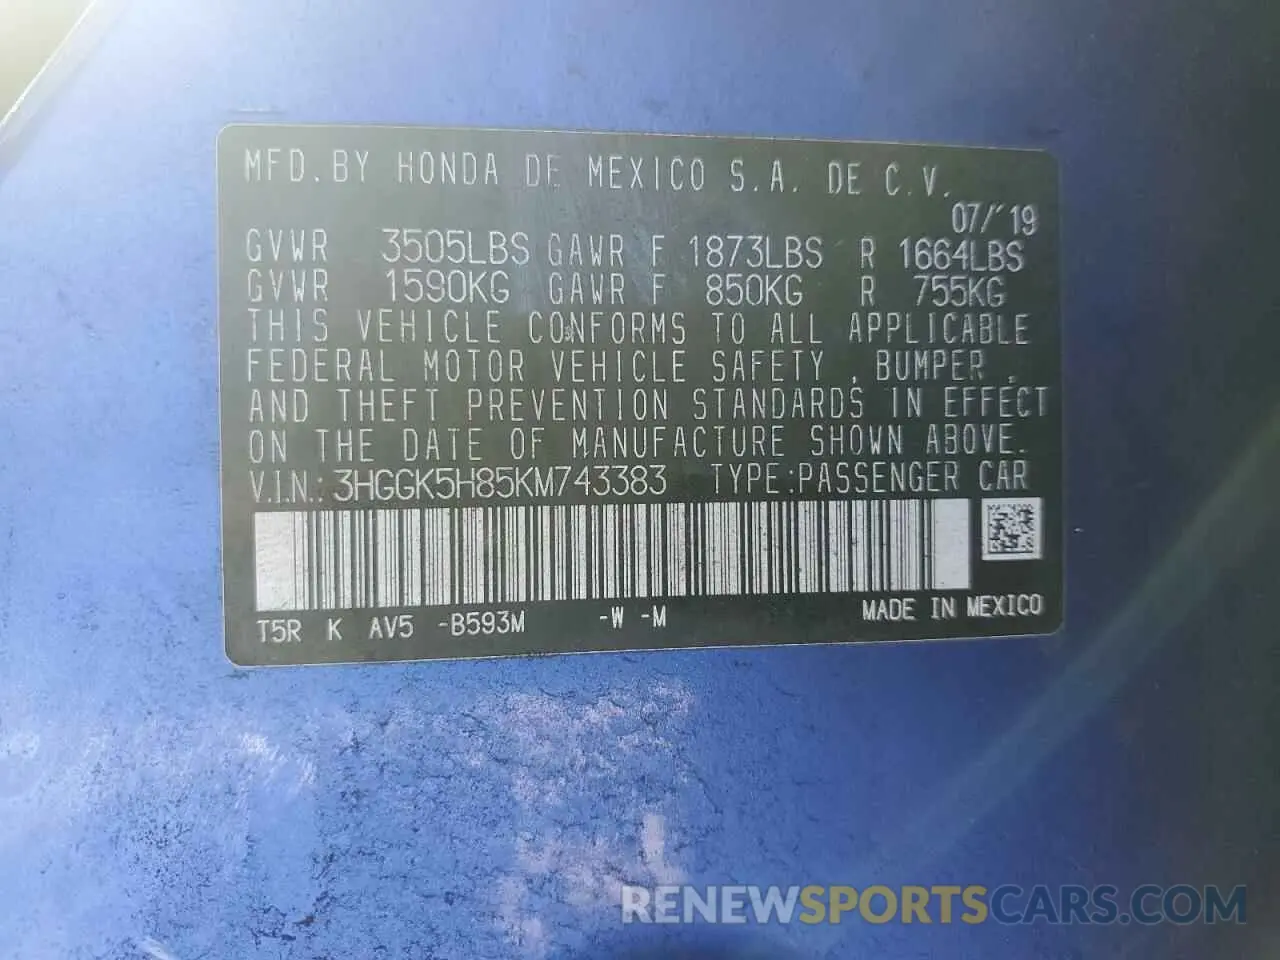 MFD. BY HONDA DE MEXICO S.A. DE C.V.
07/'19
GVWR 3505LBS GAWR F 1873LBS R 1664LBS
GVWR 1590KG GAWR F 850KG R 755KG
THIS VEHICLE CONFORMS TO ALL APPLICABLE
FEDERAL MOTOR VEHICLE SAFETY , BUMPER ,
AND THEFT PREVENTION STANDARDS IN EFFECT
ON THE DATE OF MANUFACTURE SHOWN ABOVE.
V.I.N.: 3HGGK5H85KM743383 TYPE:PASSENGER CAR
T5R K AV5 -B593M -W -M MADE IN MEXICO
RENEWSPORTSCARS.COM